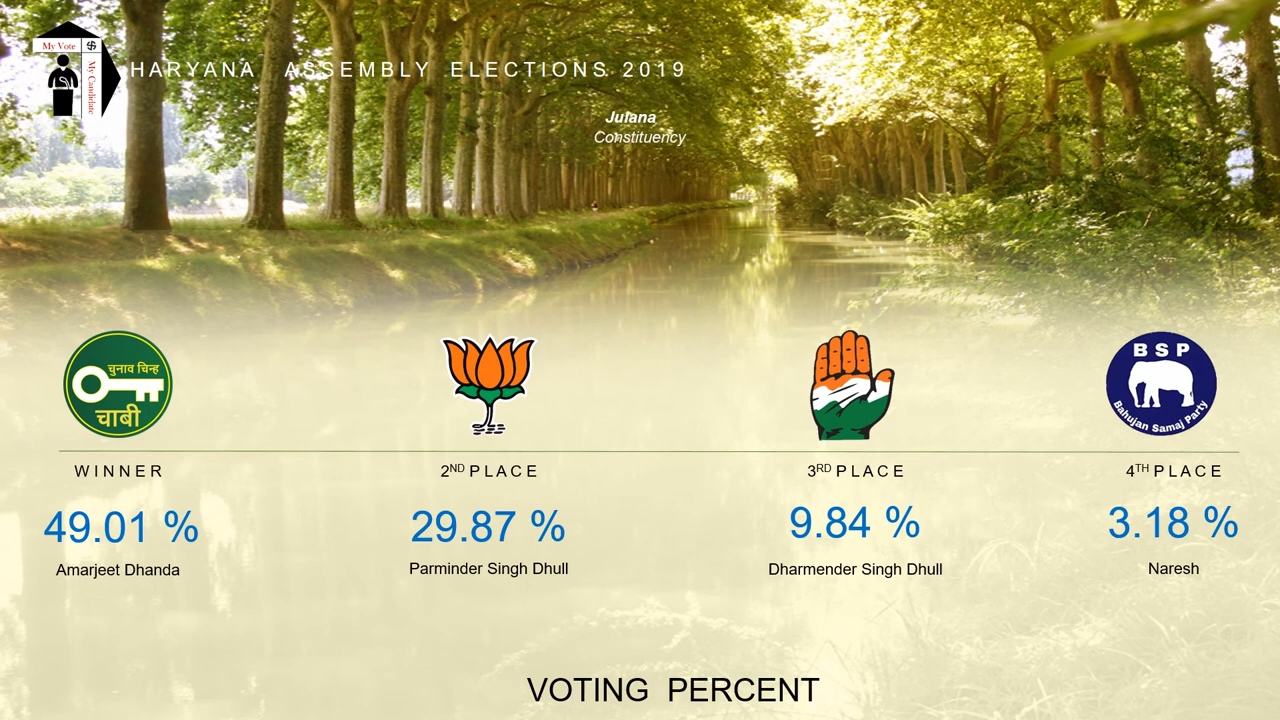 My Vote
My Candidate
HARYANA ASSEMBLY ELECTIONS 2019
Julana
Constituency
चुनाव चिन्ह
चाबी
BSP
Bahujan Samaj Party
WINNER
2ND PLACE
3RD PLACE
4TH PLACE
49.01 %
29.87 %
9.84 %
3.18 %
Amarjeet Dhanda
Parminder Singh Dhull
Dharmender Singh Dhull
Naresh
VOTING PERCENT